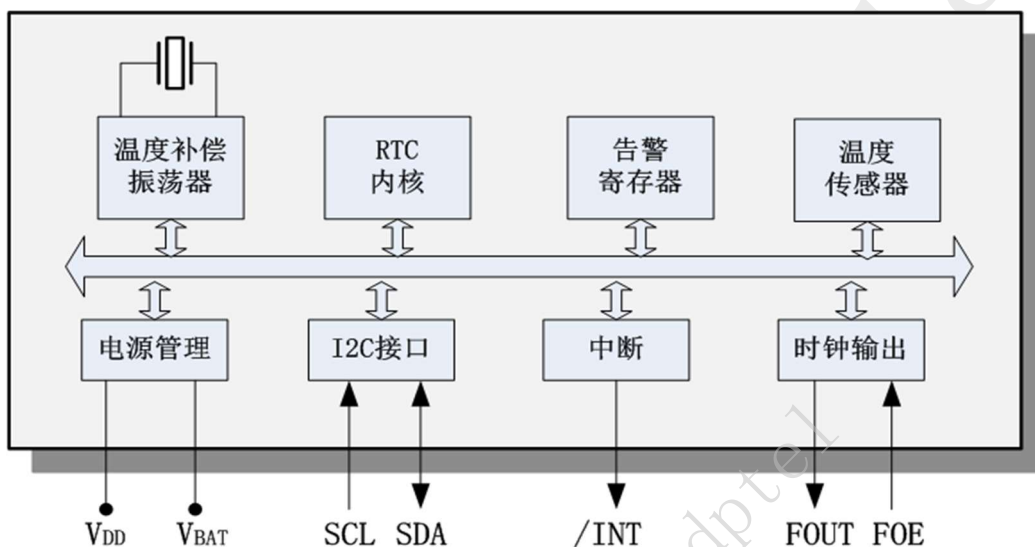 温度补偿
振荡器
RTC
内核
告警
寄存器
温度
传感器
电源管理
I2C接口
中断
时钟输出
VDD
VBAT
SCL
SDA
/INT
FOUT
FOE
dptel